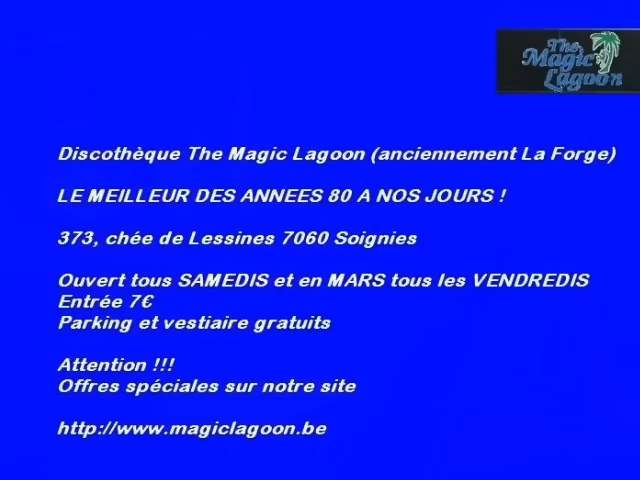 The
Magic
Lagoon
Discothèque The Magic Lagoon (anciennement La Forge)
LE MEILLEUR DES ANNEES 80 A NOS JOURS !
373, chée de Lessines 7060 Soignies
Ouvert tous SAMEDIS et en MARS tous les VENDREDIS
Entrée 7€
Parking et vestiaire gratuits
Attention !!!
Offres spéciales sur notre site
http://www.magiclagoon.be